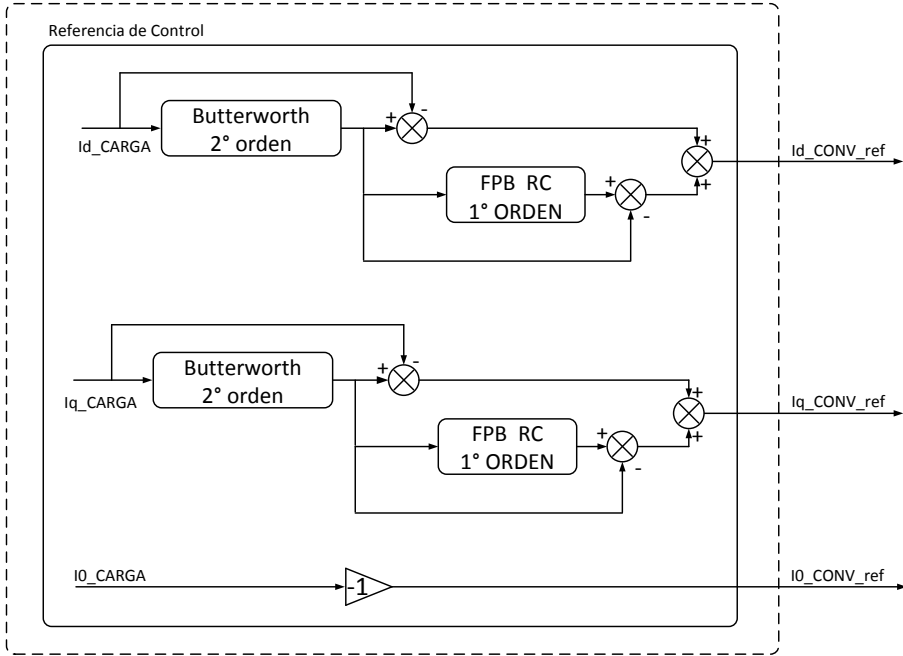 Referencia de Control
Butterworth
2° orden
+
-
Id_CARGA
+
Id_CONV_ref
FPB RC
1° ORDEN
+
+
-
Butterworth
2° orden
+
-
Iq_CARGA
+
Iq_CONV_ref
FPB RC
1° ORDEN
+
+
-
I0_CARGA
-1
I0_CONV_ref